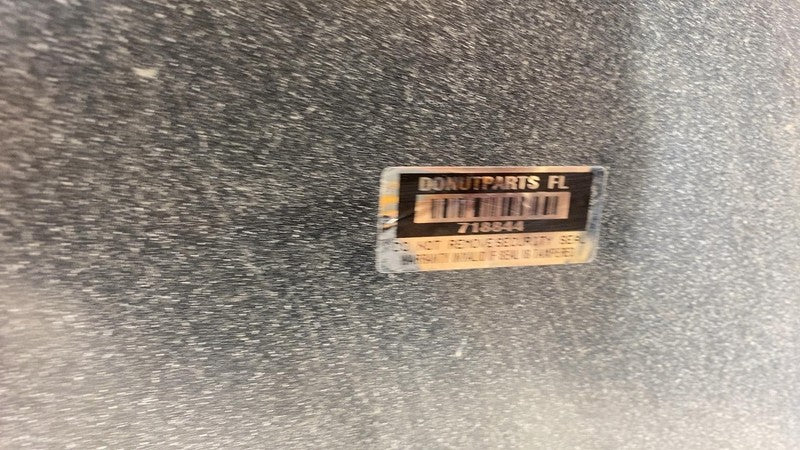 DONUTPARTS FL
718844
DO NOT REMOVE SECURITY SEAL
WARRANTY INVALID IF SEAL IS TAMPERED